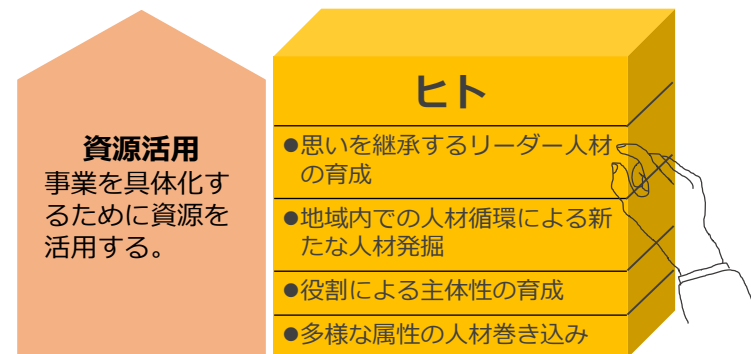 資源活用
事業を具体化す
るために資源を
活用する。
ヒト
●思いを継承するリーダー人材
の育成
●地域内での人材循環による新
たな人材発掘
●役割による主体性の育成
●多様な属性の人材巻き込み